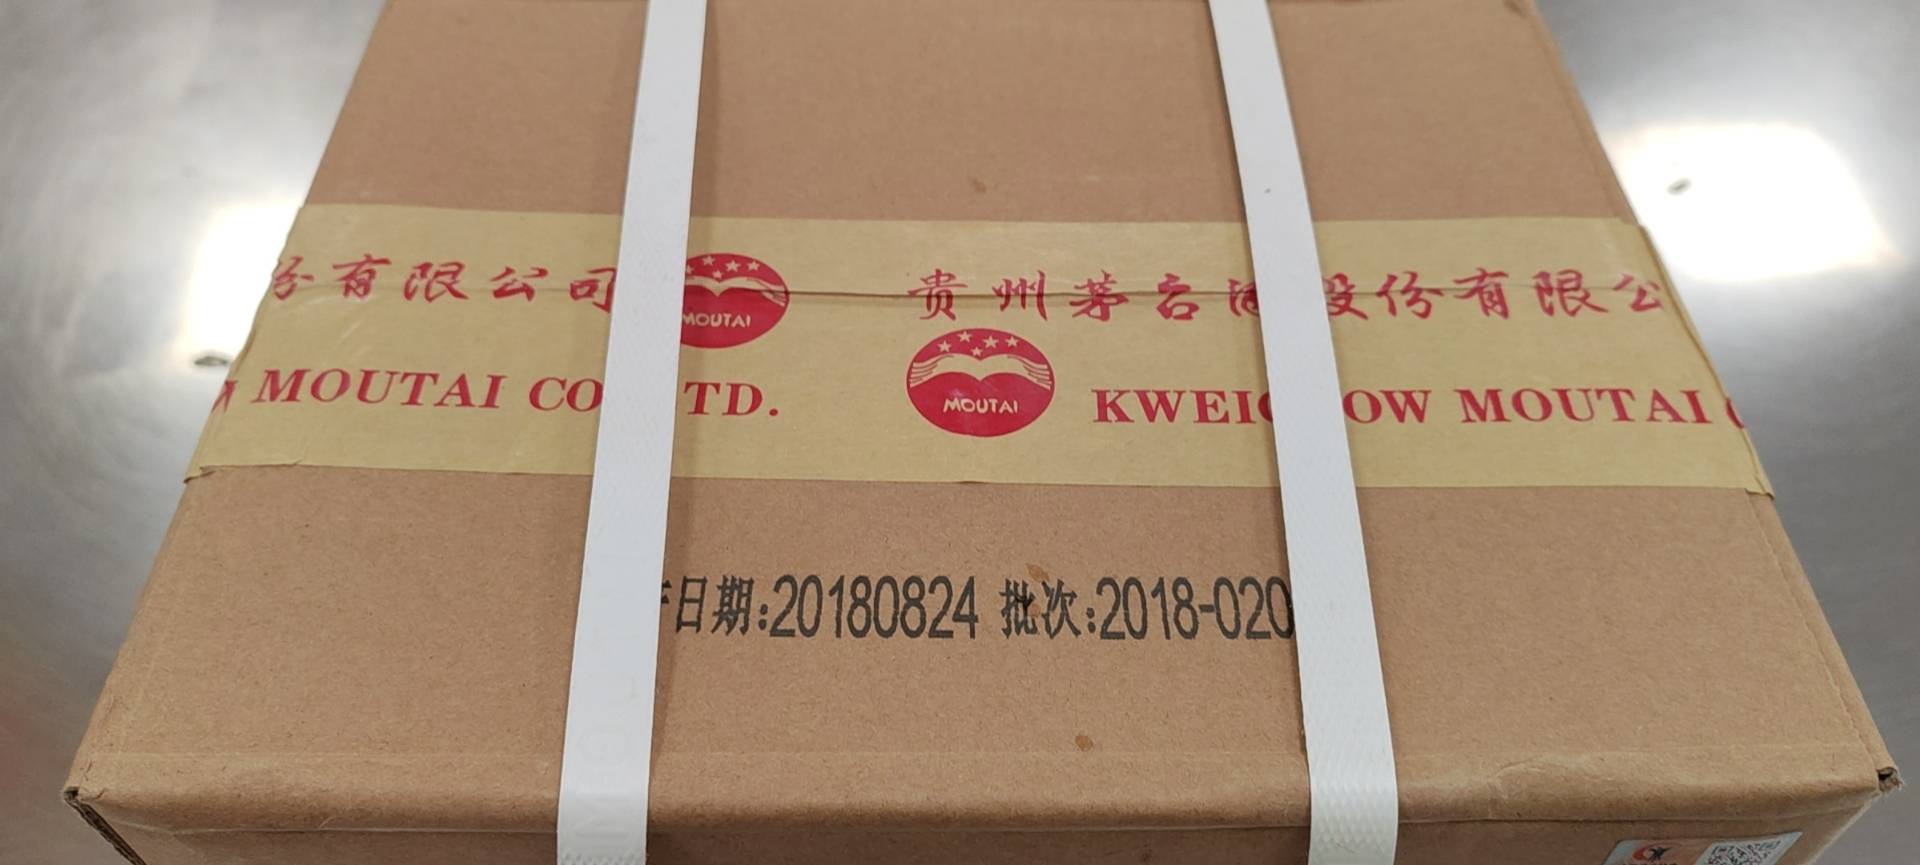 份有限公司
MOUTAI
贵州茅台酒股份有限公
MOUTAI CO
TD.
MOUTAI
KWEIC
OW MOUTAI
日期:20180824 批次:2018-020